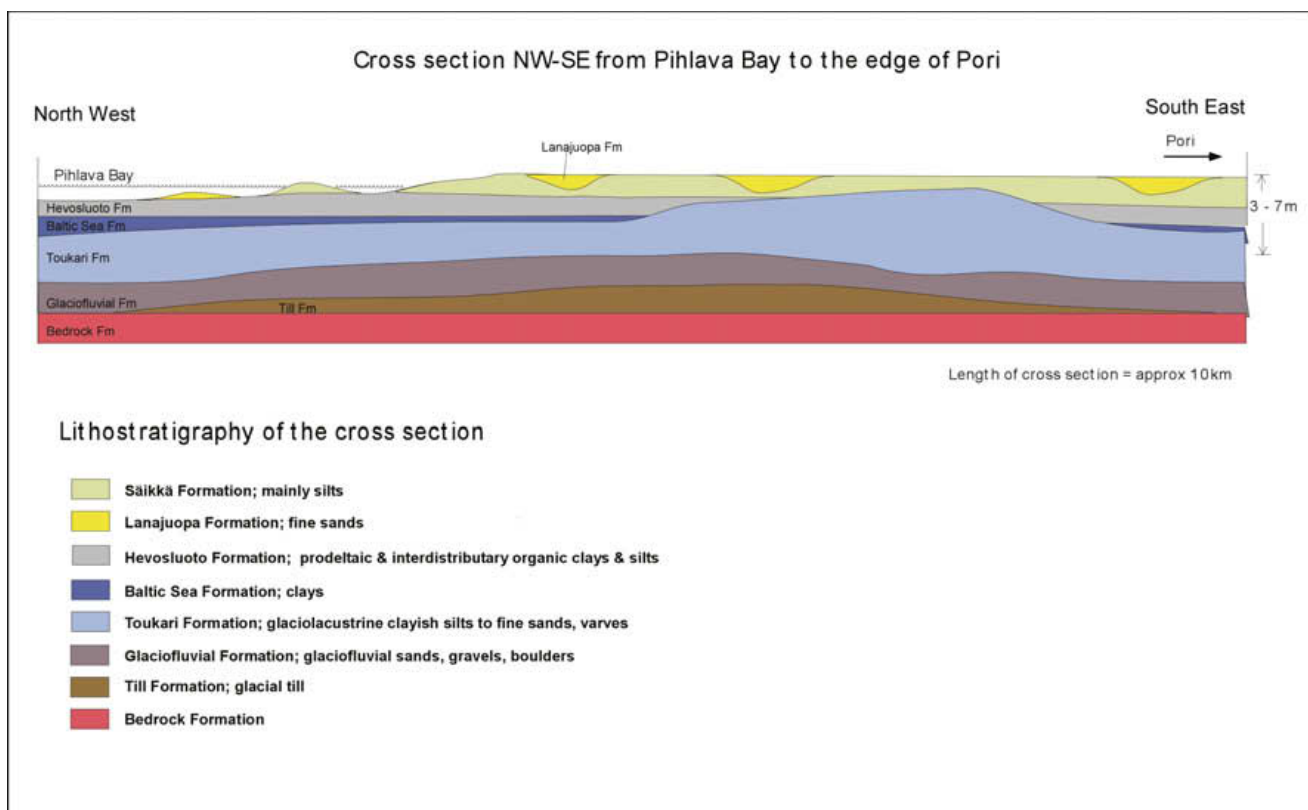 Cross section NW-SE from Pihlava Bay to the edge of Pori
North West
South East
Lanajuopa Fm
Pori
Pihlava Bay
Hevosluoto Fm
3 - 7m
Baltic Sea Fm
Toukari Fm
Glaciofluvial Fm
Till Fm
Bedrock Fm
Length of cross section = approx 10km
Lithostratigraphy of the cross section
Säikkä Formation; mainly silts
Lanajuopa Formation; fine sands
Hevosluoto Formation; prodeltaic & interdistributary organic clays & silts
Baltic Sea Formation; clays
Toukari Formation; glaciolacustrine clayish silts to fine sands, varves
Glaciofluvial Formation; glaciofluvial sands, gravels, boulders
Till Formation; glacial till
Bedrock Formation